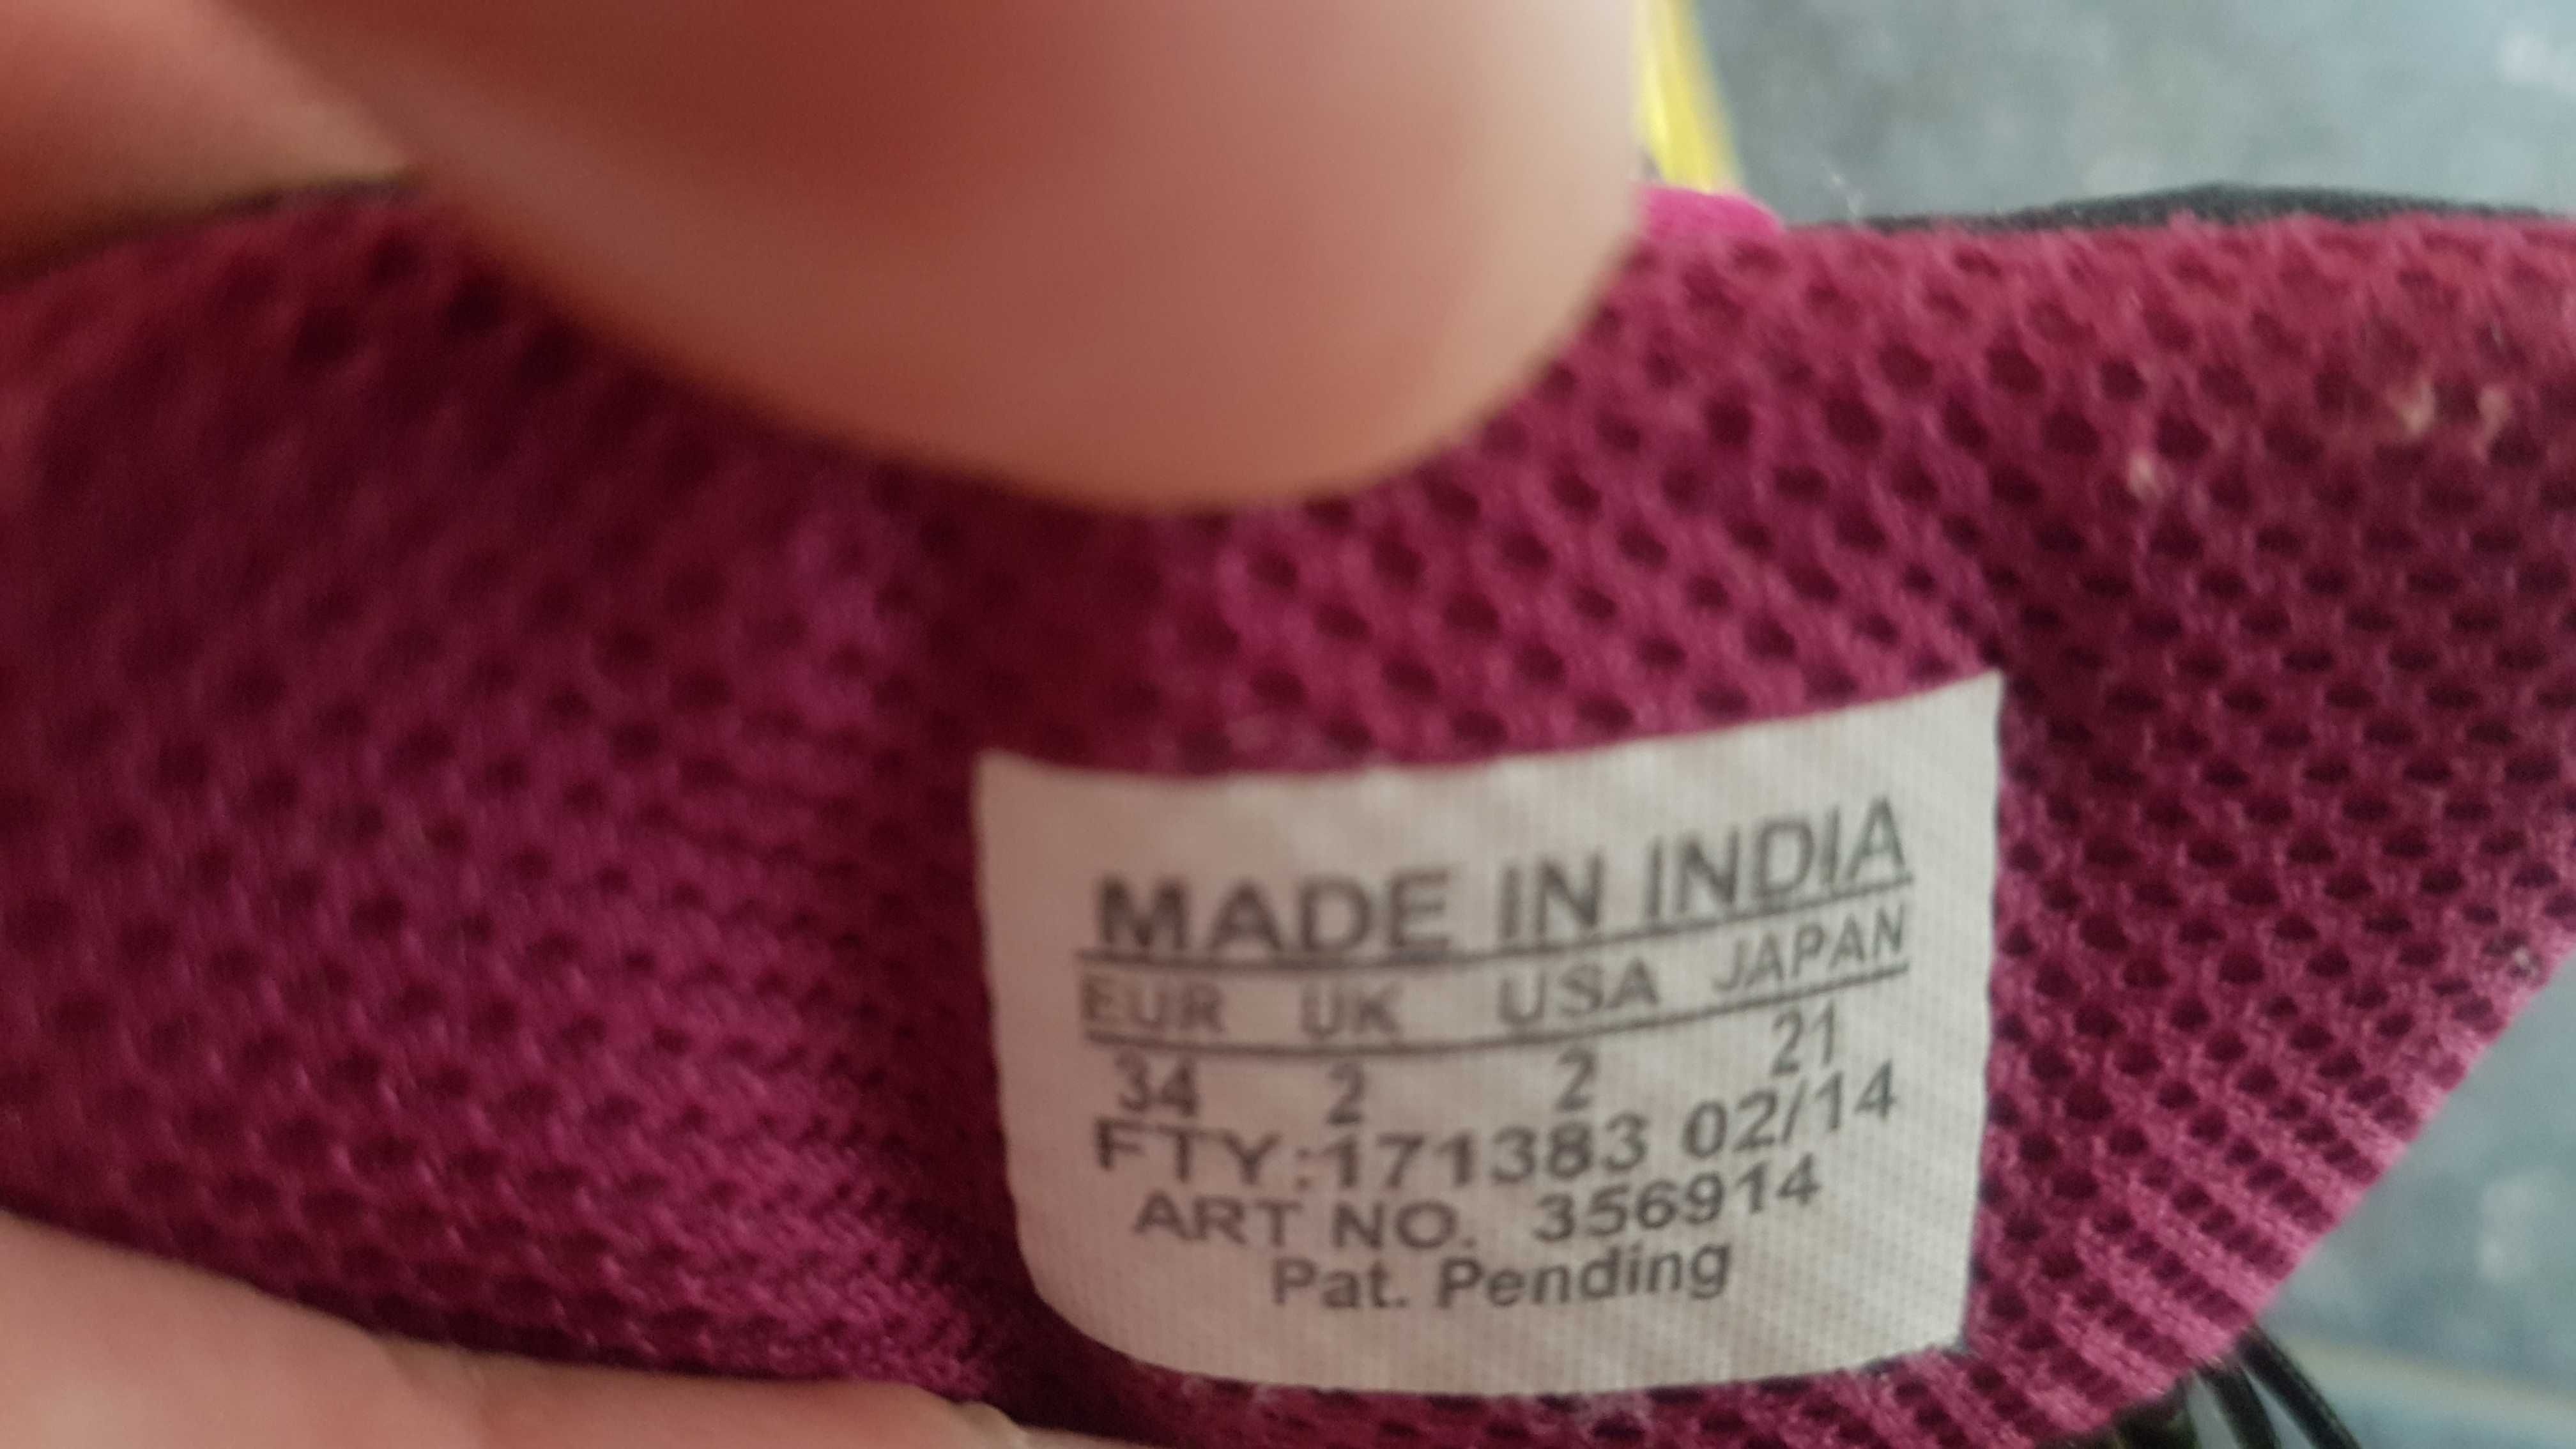 MADE IN INDIA
EUR UK USA JAPAN
34 2 2 21
FTY:171383 02/14
ART NO. 356914
Pat. Pending